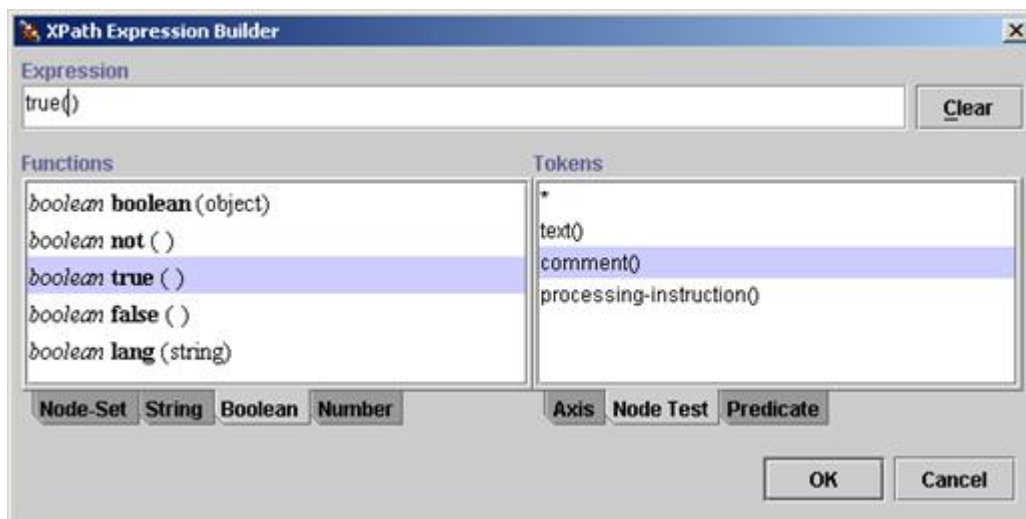 XPath Expression Builder
Expression
true()
Clear
Functions
boolean boolean (object)
boolean not ( )
boolean true ( )
boolean false ( )
boolean lang (string)
Node-Set String Boolean Number
Tokens
*
text()
comment()
processing-instruction()
Axis Node Test Predicate
OK Cancel